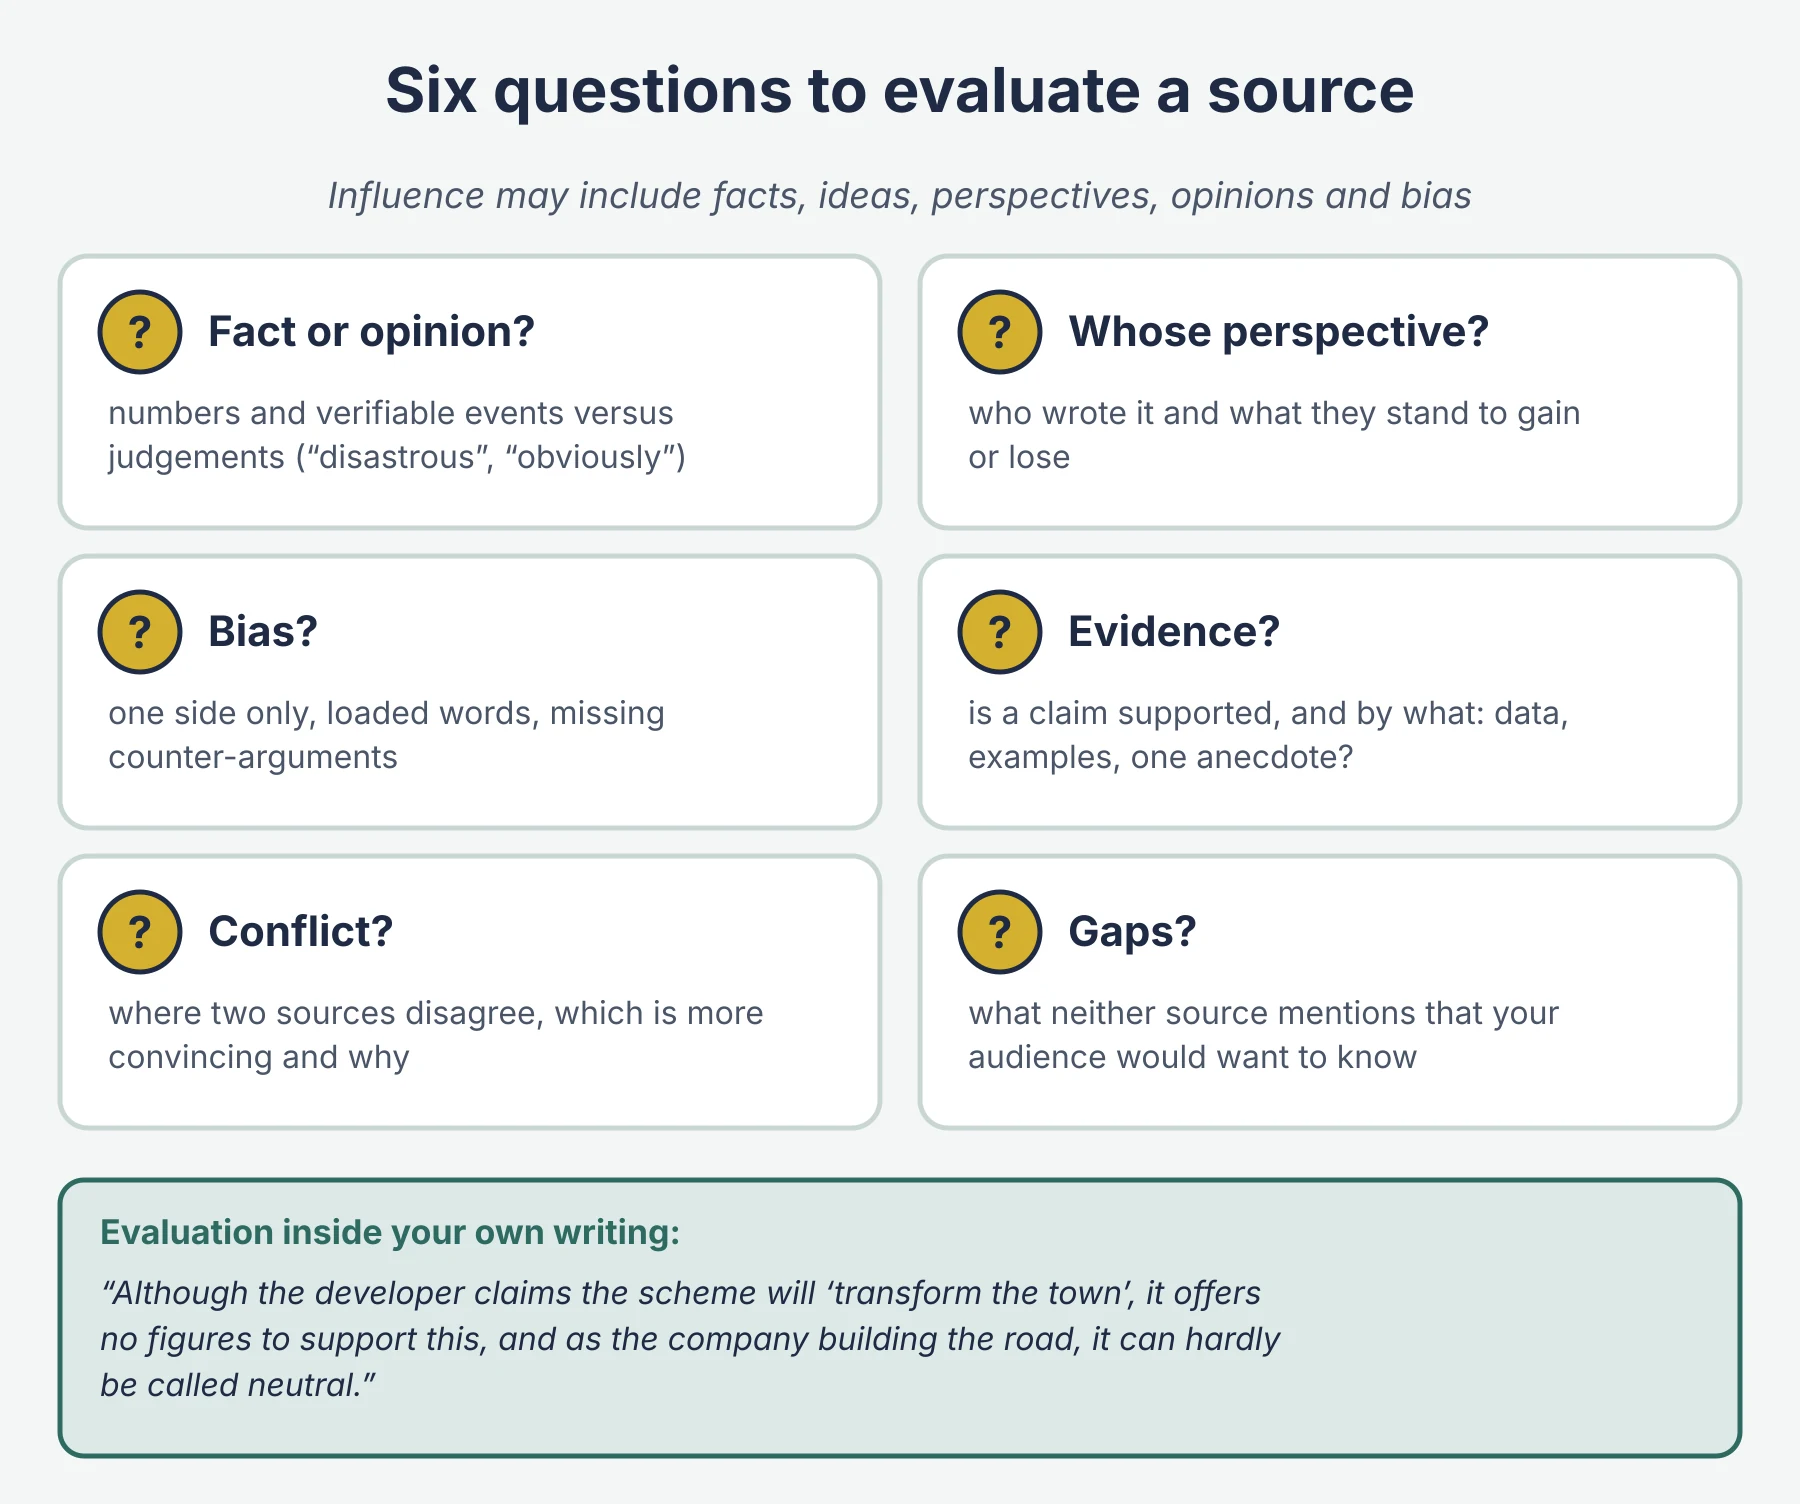 Six questions to evaluate a source
Influence may include facts, ideas, perspectives, opinions and bias
? Fact or opinion?
numbers and verifiable events versus
judgements (“disastrous”, “obviously”)
? Whose perspective?
who wrote it and what they stand to gain
or lose
? Bias?
one side only, loaded words, missing
counter-arguments
? Evidence?
is a claim supported, and by what: data,
examples, one anecdote?
? Conflict?
where two sources disagree, which is more
convincing and why
? Gaps?
what neither source mentions that your
audience would want to know
Evaluation inside your own writing:
“Although the developer claims the scheme will ‘transform the town’, it offers
no figures to support this, and as the company building the road, it can hardly
be called neutral.”